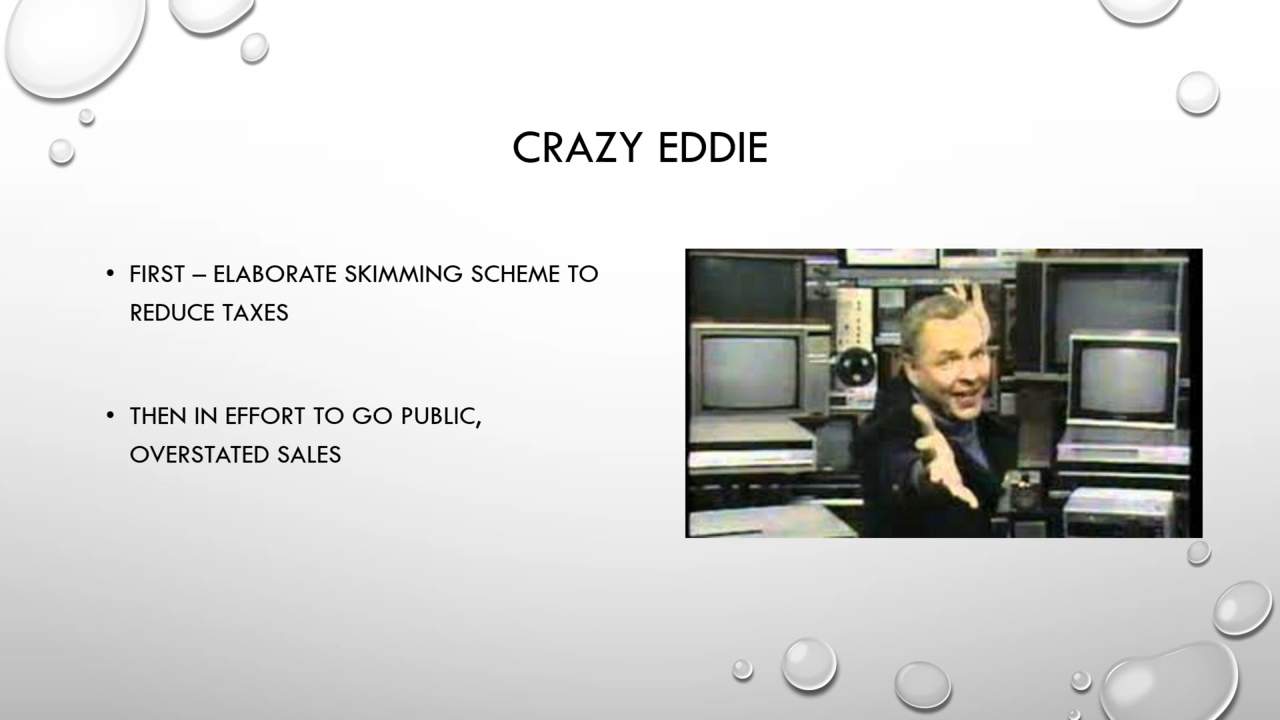 CRAZY EDDIE
• FIRST – ELABORATE SKIMMING SCHEME TO
REDUCE TAXES
• THEN IN EFFORT TO GO PUBLIC,
OVERSTATED SALES